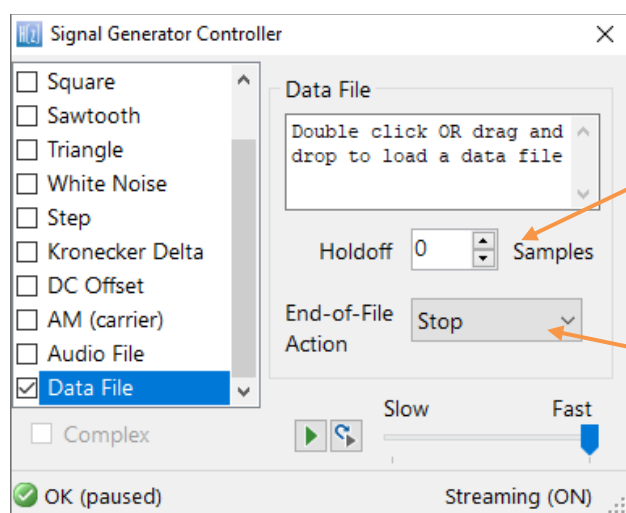 H(z) Signal Generator Controller
Square
Sawtooth
Triangle
White Noise
Step
Kronecker Delta
DC Offset
AM (carrier)
Audio File
Data File
Complex
Data File
Double click OR drag and
drop to load a data file
Holdoff 0 Samples
End-of-File
Action
Stop
Slow Fast
OK (paused) Streaming (ON)